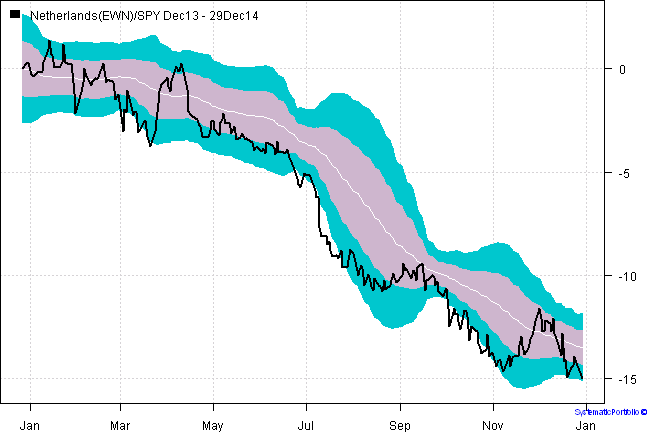 Netherlands(EWN)/SPY Dec13 - 29Dec14
0
-5
-10
-15
SystematicPortfolio ©
Jan Mar May Jul Sep Nov Jan